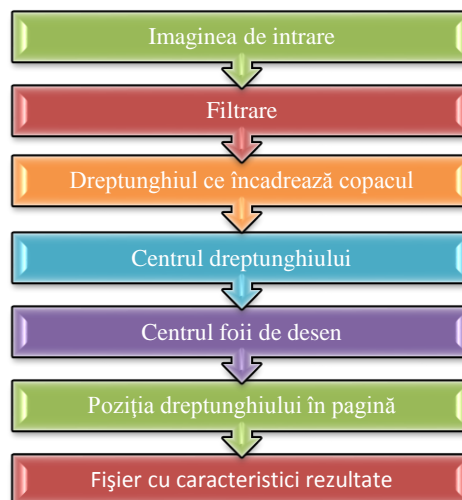 Imaginea de intrare
Filtrare
Dreptunghiul ce încadrează copacul
Centrul dreptunghiului
Centrul foii de desen
Poziţia dreptunghiului în pagină
Fişier cu caracteristici rezultate